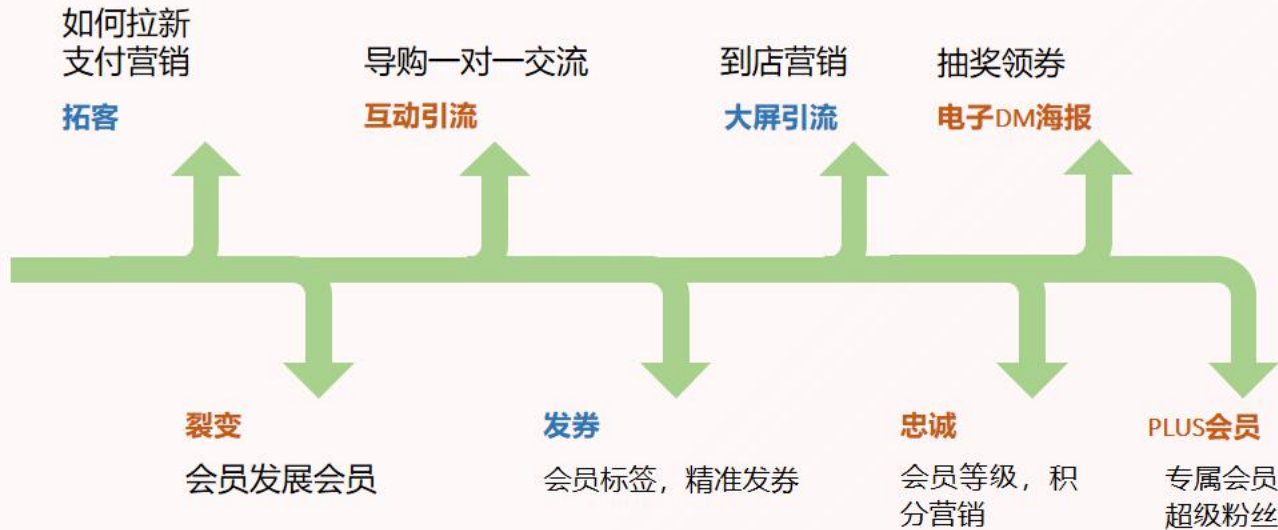 如何拉新
支付营销
拓客
导购一对一交流
互动引流
到店营销
大屏引流
抽奖领券
电子DM海报
裂变
会员发展会员
发券
会员标签，精准发券
忠诚
会员等级，积
分营销
PLUS会员
专属会员
超级粉丝